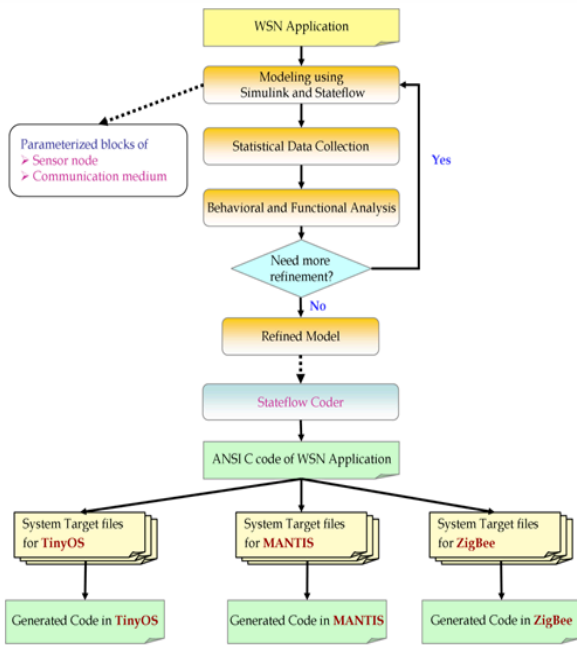 WSN Application
Modeling using
Simulink and Stateflow
Parameterized blocks of
➢ Sensor node
➢ Communication medium
Statistical Data Collection
Yes
Behavioral and Functional Analysis
Need more
refinement?
No
Refined Model
Stateflow Coder
ANSI C code of WSN Application
System Target files
for TinyOS
System Target files
for MANTIS
System Target files
for ZigBee
Generated Code in TinyOS
Generated Code in MANTIS
Generated Code in ZigBee